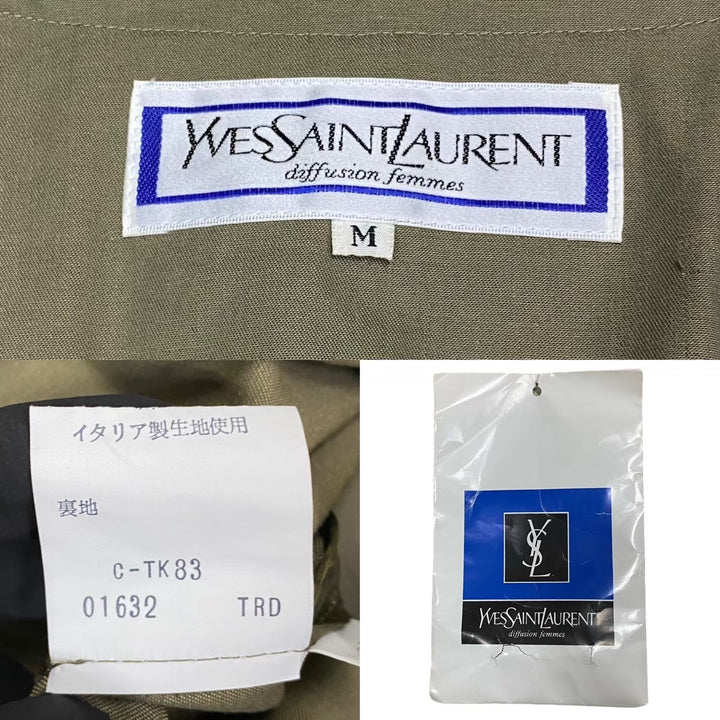 YVESSAINTLAURENT
diffusion femmes
M
イタリア製生地使用
裏地
C-TK83
01632 TRD
YSL
YVESSAINTLAURENT
diffusion femmes